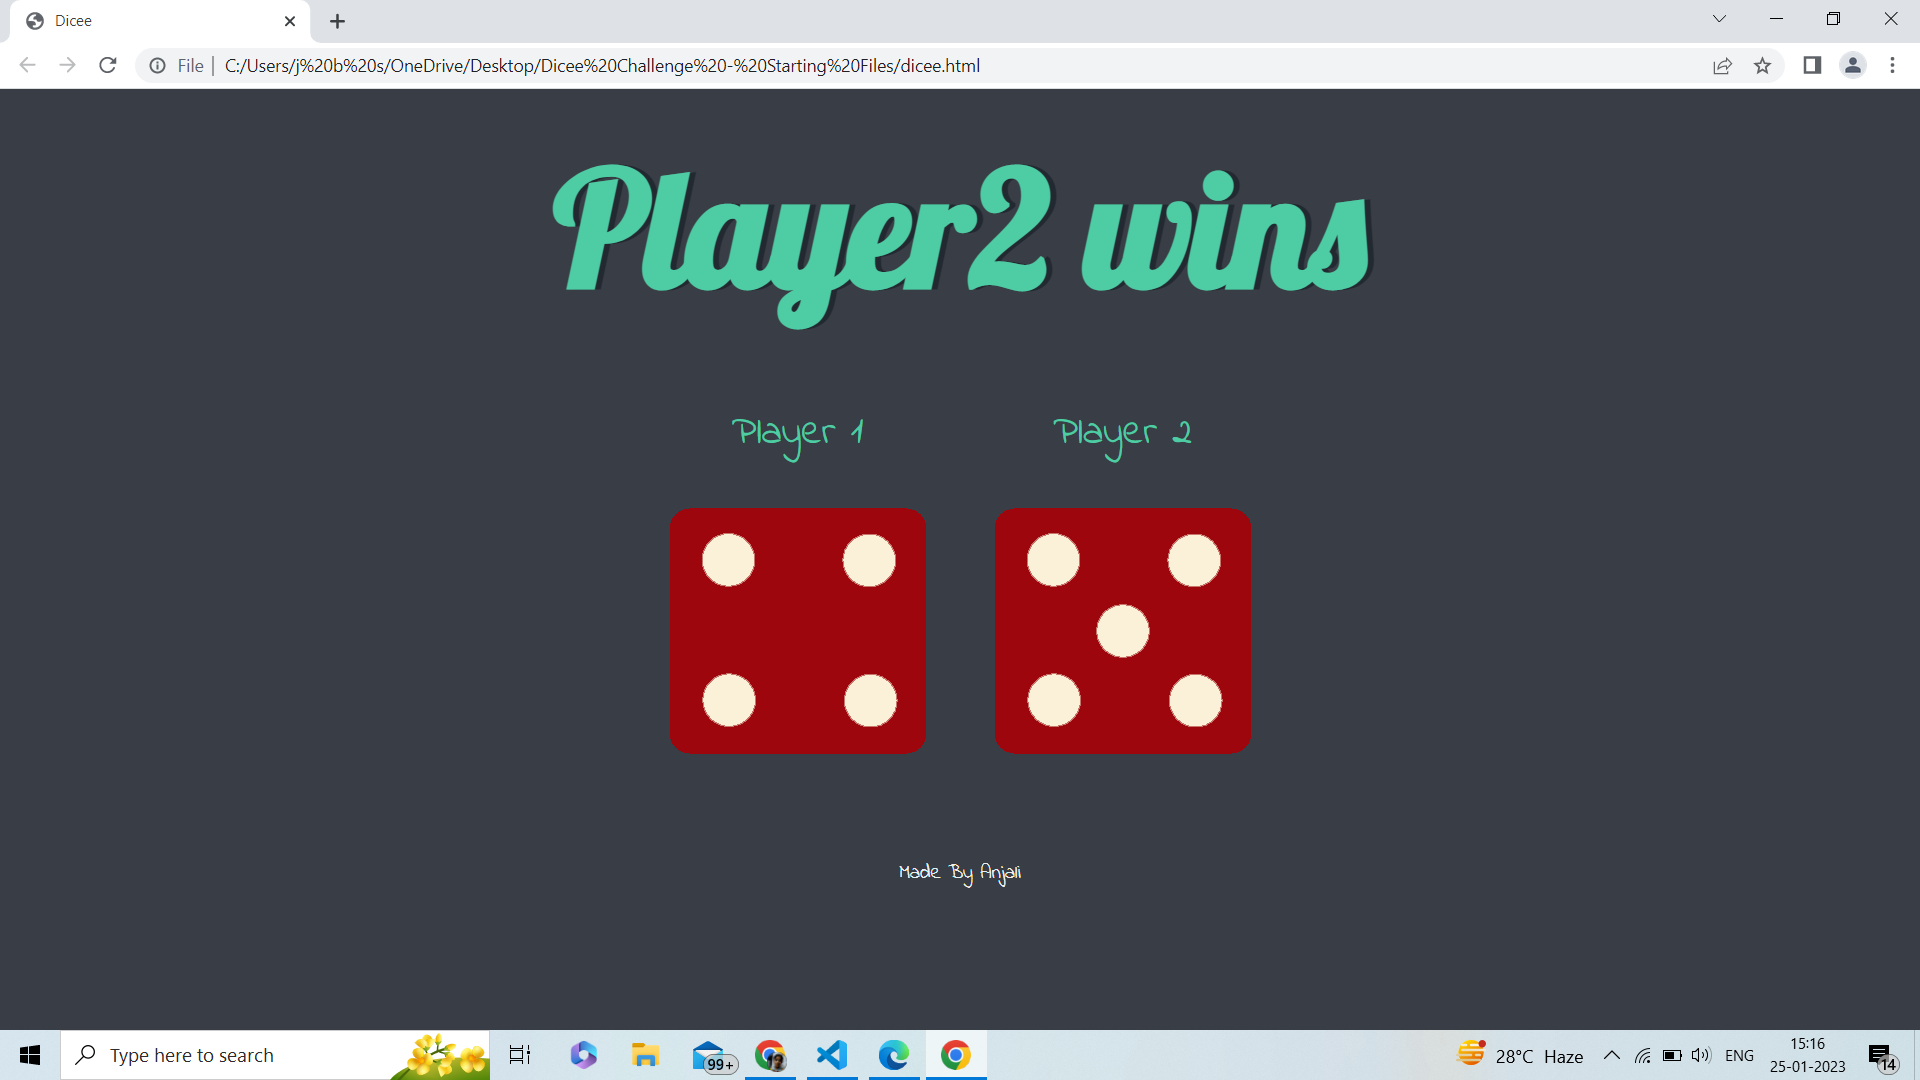 Dicee
File
C:/Users/j%20b%20s/OneDrive/Desktop/Dicee%20Challenge%20-%20Starting%20Files/dicee.html
Player2 wins
Player 1
Player 2
Made By Anjali
Type here to search
99+
28°C Haze
ENG
15:16
25-01-2023
14